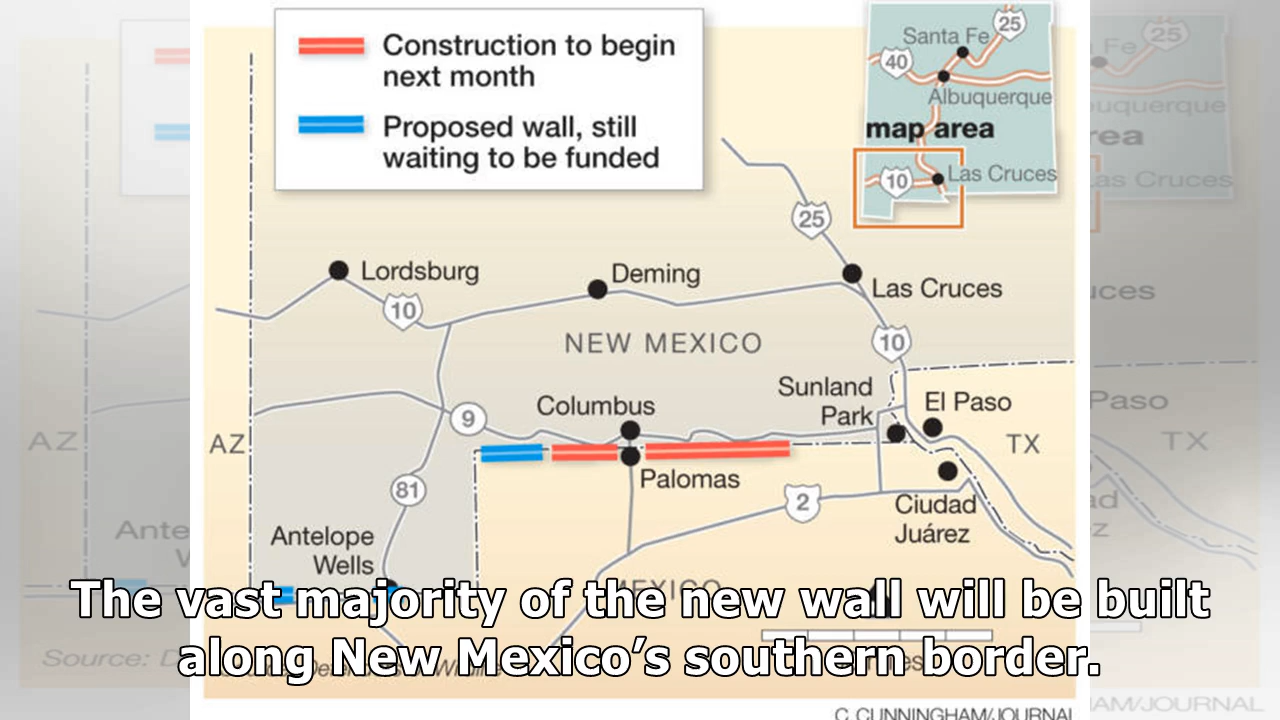 Construction to begin
next month
Proposed wall, still
waiting to be funded
25
Santa Fe
40
Albuquerque
map area
10
Las Cruces
25
Lordsburg
Deming
10
Las Cruces
NEW MEXICO
10
Sunland
Park
El Paso
Columbus
9
AZ
TX
Palomas
81
2
Ciudad
Juárez
Antelope
Wells
MEXICO
The vast majority of the new wall will be built
along New Mexico’s southern border.
C. CUNNINGHAM/JOURNAL